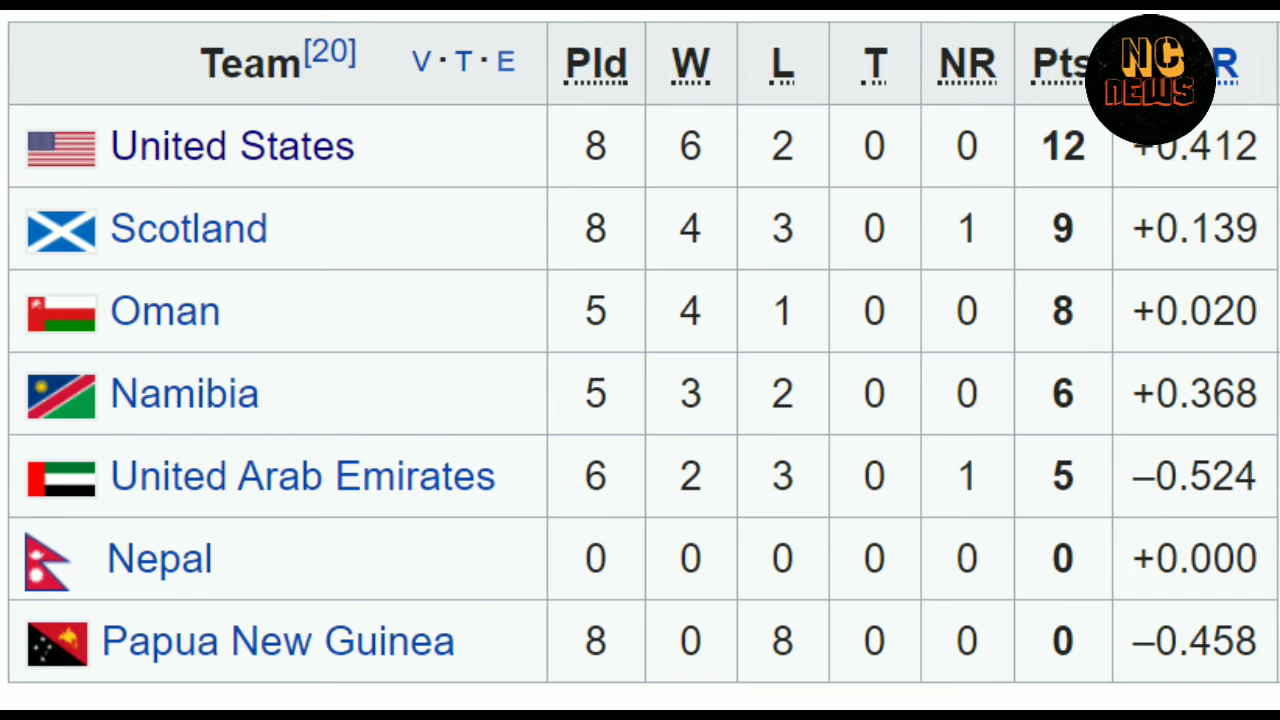 Team[20] V · T · E Pld W L T NR Pts R
NC
NEWS
United States 8 6 2 0 0 12 +0.412
Scotland 8 4 3 0 1 9 +0.139
Oman 5 4 1 0 0 8 +0.020
Namibia 5 3 2 0 0 6 +0.368
United Arab Emirates 6 2 3 0 1 5 –0.524
Nepal 0 0 0 0 0 0 +0.000
Papua New Guinea 8 0 8 0 0 0 –0.458